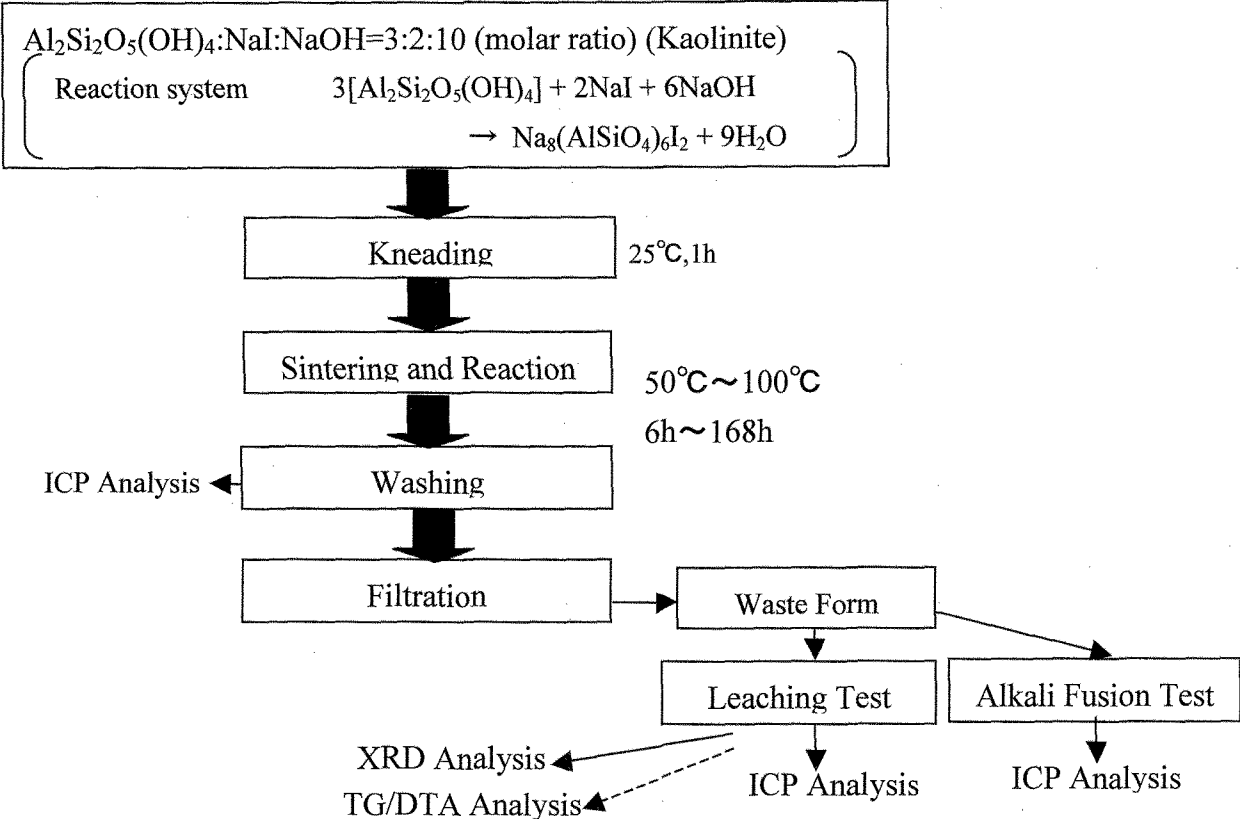 Al₂Si₂O₅(OH)₄:NaI:NaOH=3:2:10 (molar ratio) (Kaolinite)
Reaction system 3[Al₂Si₂O₅(OH)₄] + 2NaI + 6NaOH
→ Na₈(AlSiO₄)₆I₂ + 9H₂O
Kneading 25℃,1h
Sintering and Reaction
50℃～100℃
6h～168h
ICP Analysis
Washing
Filtration
Waste Form
Leaching Test
Alkali Fusion Test
XRD Analysis
ICP Analysis
ICP Analysis
TG/DTA Analysis